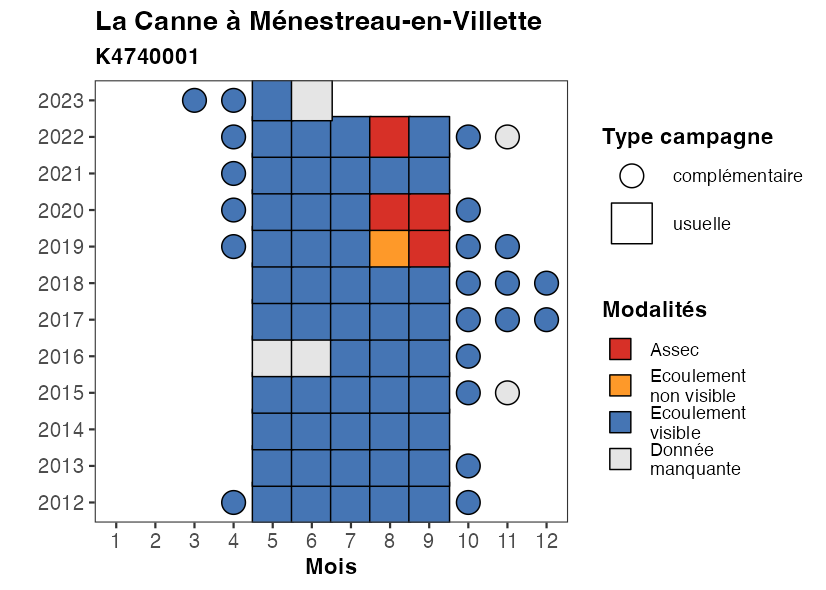 La Canne à Ménestreau-en-Villette
K4740001
2023
2022
2021
2020
2019
2018
2017
2016
2015
2014
2013
2012
1 2 3 4 5 6 7 8 9 10 11 12
Mois
Type campagne
complémentaire
usuelle
Modalités
Assec
Ecoulement
non visible
Ecoulement
visible
Donnée
manquante